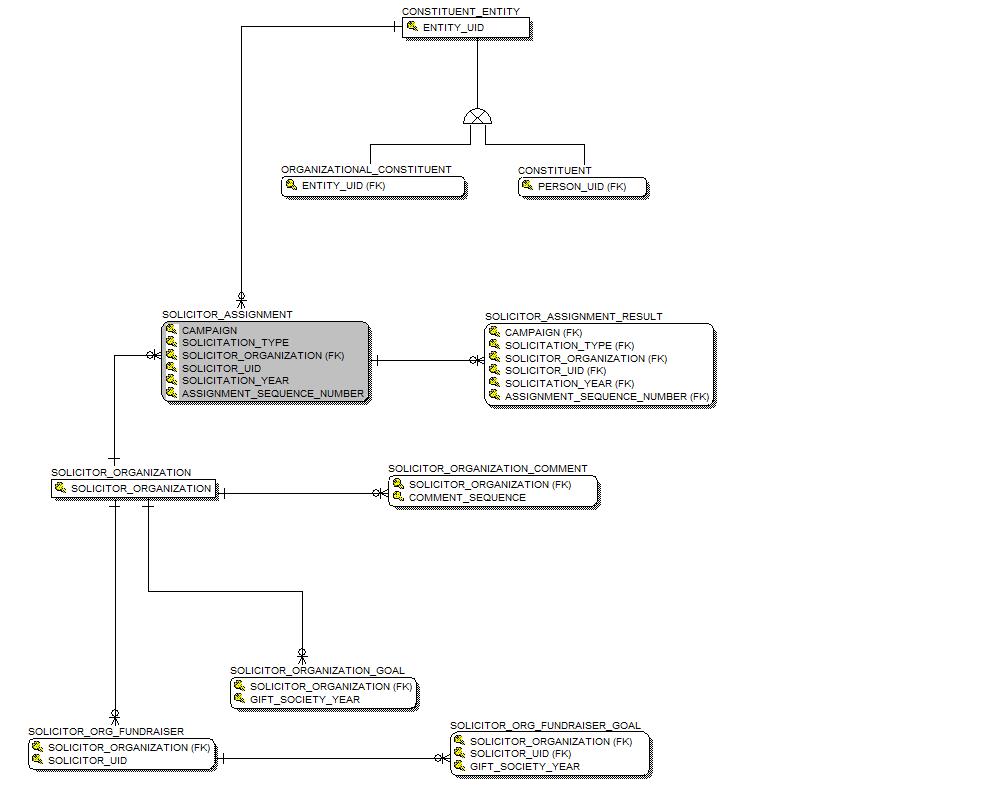 CONSTITUENT_ENTITY
ENTITY_UID
ORGANIZATIONAL_CONSTITUENT
ENTITY_UID (FK)
CONSTITUENT
PERSON_UID (FK)
SOLICITOR_ASSIGNMENT
CAMPAIGN
SOLICITATION_TYPE
SOLICITOR_ORGANIZATION (FK)
SOLICITOR_UID
SOLICITATION_YEAR
ASSIGNMENT_SEQUENCE_NUMBER
SOLICITOR_ASSIGNMENT_RESULT
CAMPAIGN (FK)
SOLICITATION_TYPE (FK)
SOLICITOR_ORGANIZATION (FK)
SOLICITOR_UID (FK)
SOLICITATION_YEAR (FK)
ASSIGNMENT_SEQUENCE_NUMBER (FK)
SOLICITOR_ORGANIZATION
SOLICITOR_ORGANIZATION
SOLICITOR_ORGANIZATION_COMMENT
SOLICITOR_ORGANIZATION (FK)
COMMENT_SEQUENCE
SOLICITOR_ORGANIZATION_GOAL
SOLICITOR_ORGANIZATION (FK)
GIFT_SOCIETY_YEAR
SOLICITOR_ORG_FUNDRAISER
SOLICITOR_ORGANIZATION (FK)
SOLICITOR_UID
SOLICITOR_ORG_FUNDRAISER_GOAL
SOLICITOR_ORGANIZATION (FK)
SOLICITOR_UID (FK)
GIFT_SOCIETY_YEAR